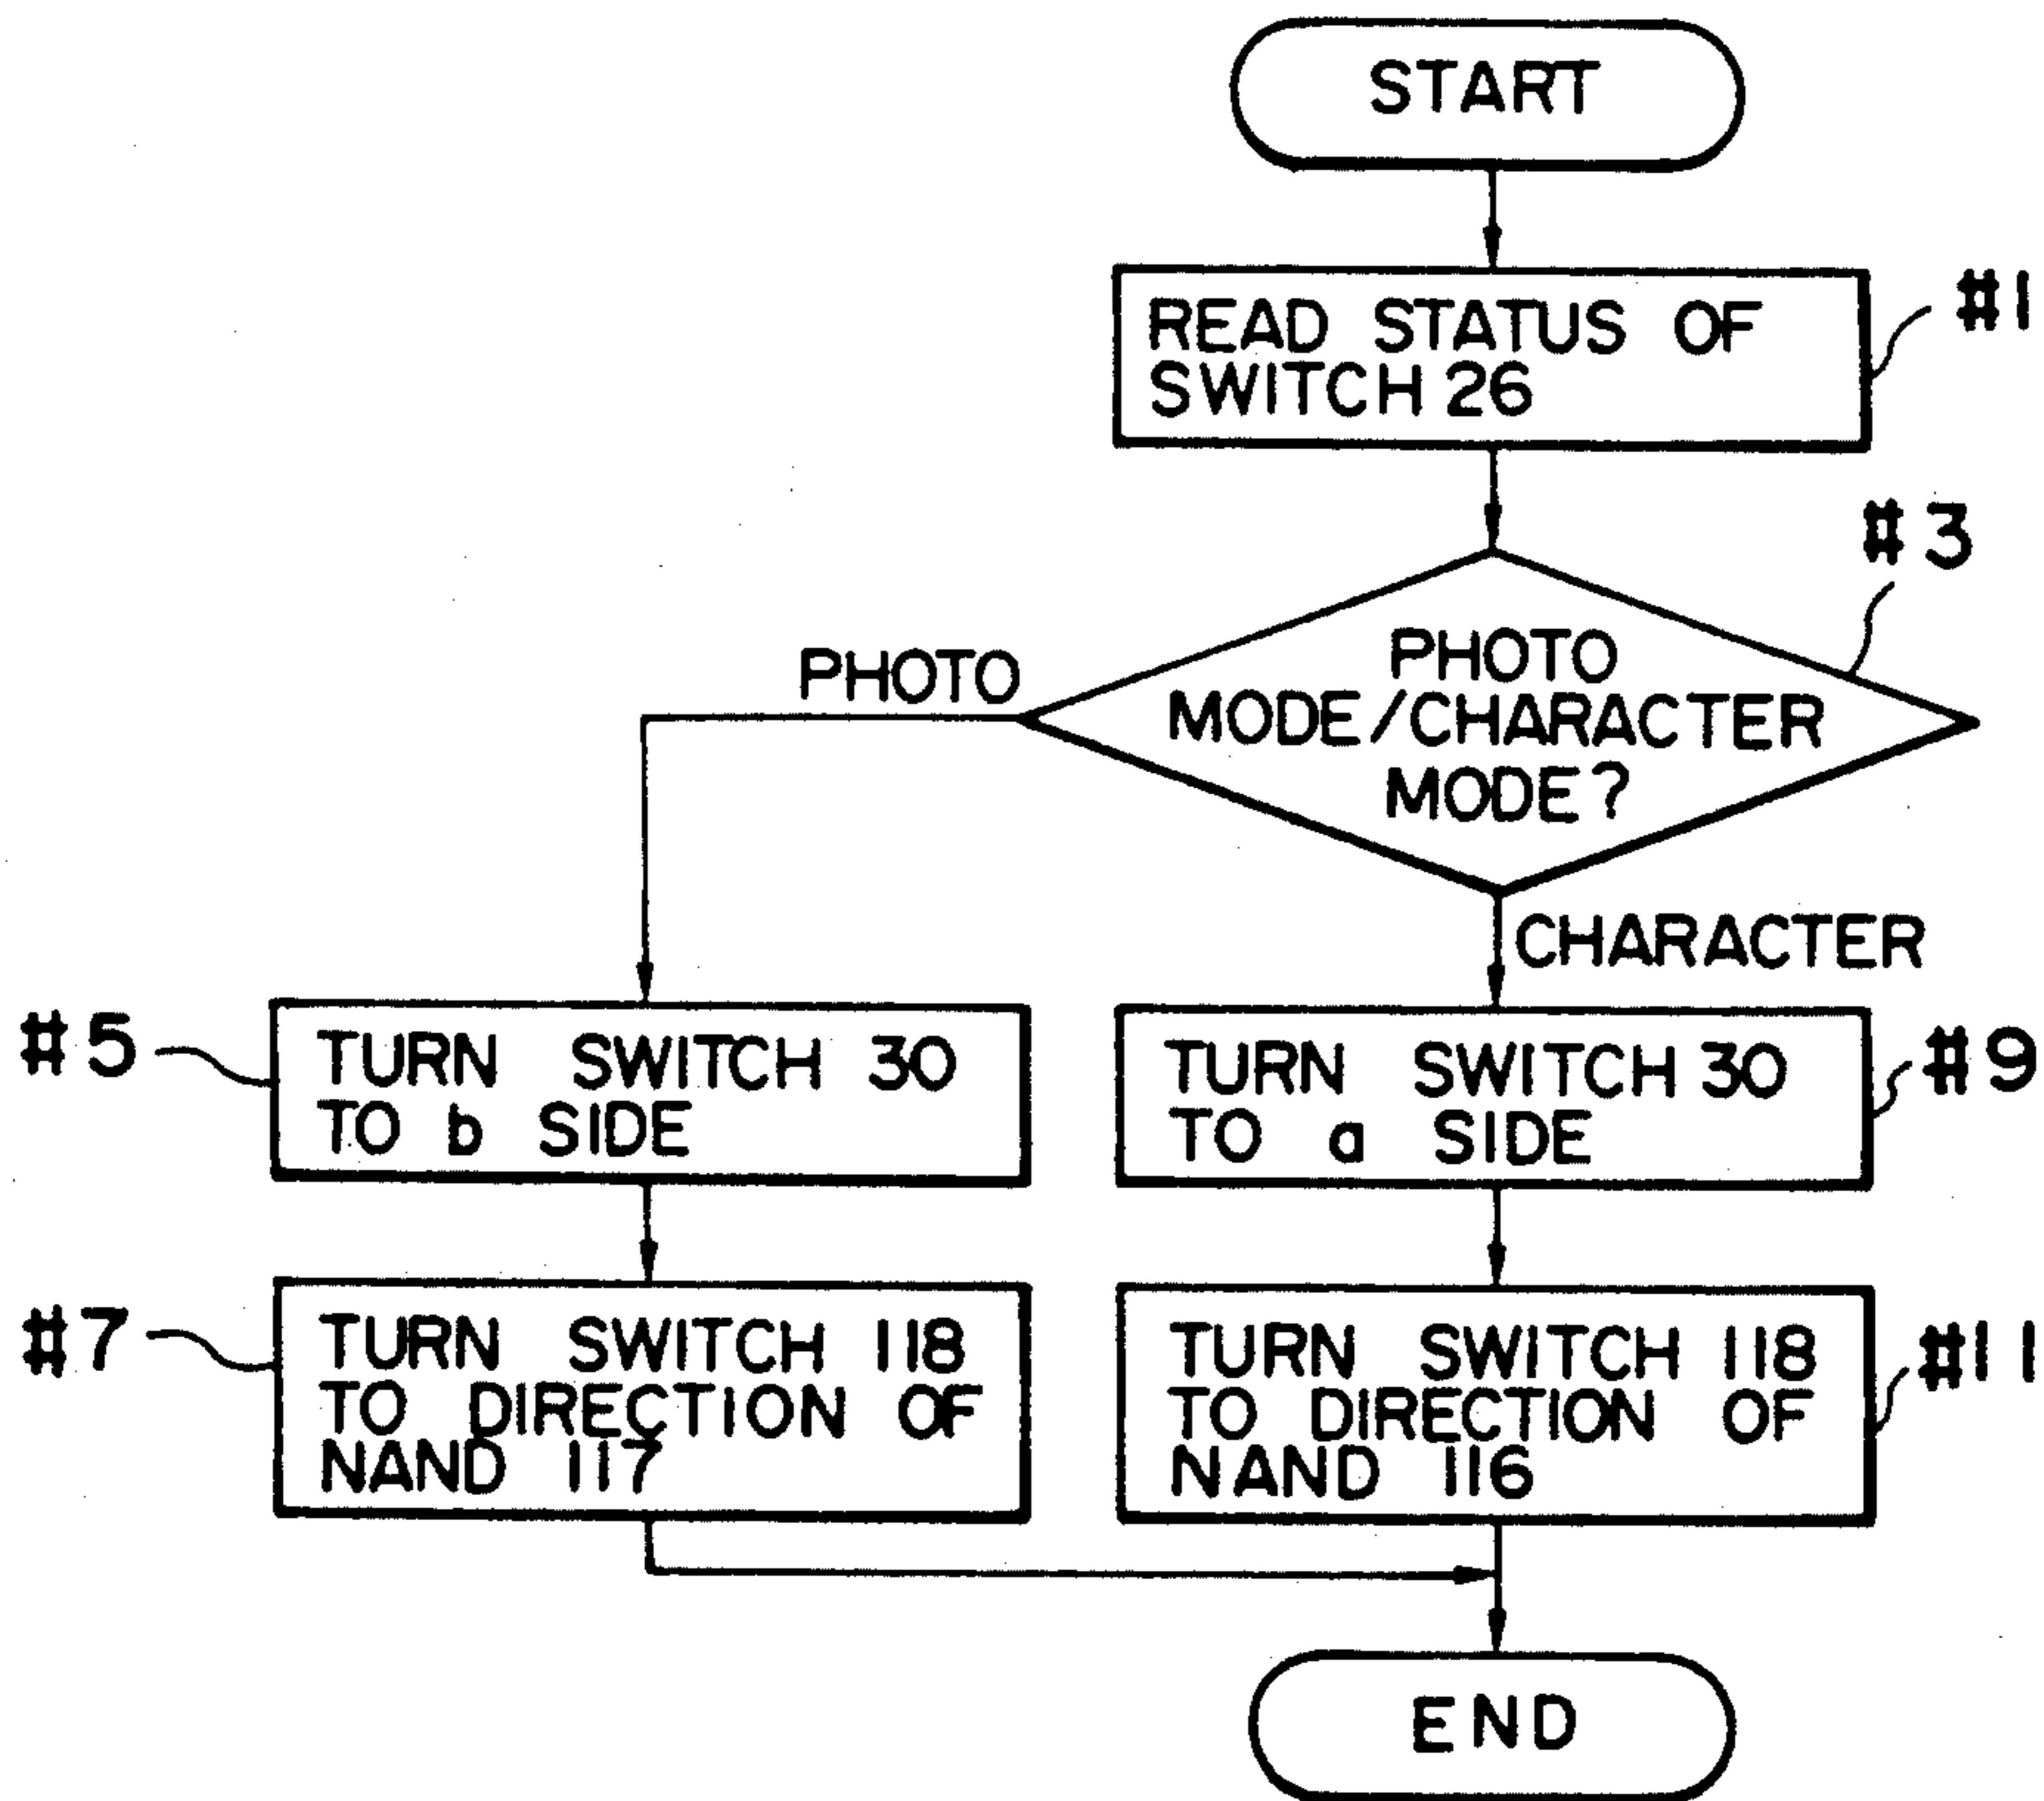 START
READ STATUS OF
SWITCH 26
#1
#3
PHOTO
MODE/CHARACTER
MODE?
PHOTO
CHARACTER
#5
TURN SWITCH 30
TO b SIDE
TURN SWITCH 30
TO a SIDE
#9
#7
TURN SWITCH 118
TO DIRECTION OF
NAND 117
TURN SWITCH 118
TO DIRECTION OF
NAND 116
#11
END